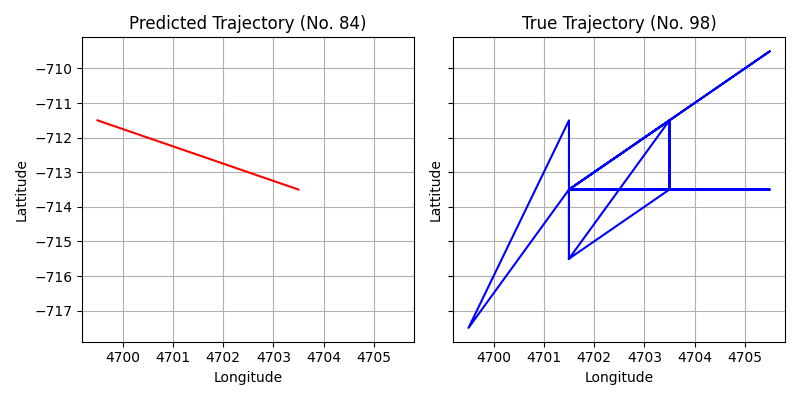 Predicted Trajectory (No. 84)
True Trajectory (No. 98)
Lattitude
−710
−711
−712
−713
−714
−715
−716
−717
4700 4701 4702 4703 4704 4705
Longitude
Lattitude
4700 4701 4702 4703 4704 4705
Longitude